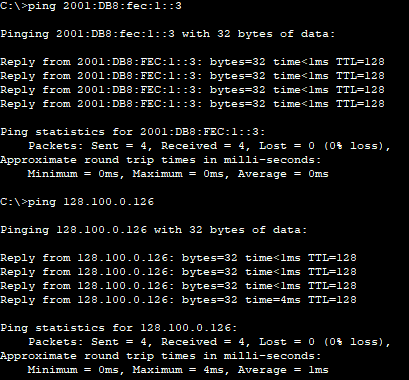 C:\>ping 2001:DB8:fec:1::3
Pinging 2001:DB8:fec:1::3 with 32 bytes of data:
Reply from 2001:DB8:FEC:1::3: bytes=32 time<1ms TTL=128
Reply from 2001:DB8:FEC:1::3: bytes=32 time<1ms TTL=128
Reply from 2001:DB8:FEC:1::3: bytes=32 time<1ms TTL=128
Reply from 2001:DB8:FEC:1::3: bytes=32 time<1ms TTL=128
Ping statistics for 2001:DB8:FEC:1::3:
Packets: Sent = 4, Received = 4, Lost = 0 (0% loss),
Approximate round trip times in milli-seconds:
Minimum = 0ms, Maximum = 0ms, Average = 0ms
C:\>ping 128.100.0.126
Pinging 128.100.0.126 with 32 bytes of data:
Reply from 128.100.0.126: bytes=32 time<1ms TTL=128
Reply from 128.100.0.126: bytes=32 time<1ms TTL=128
Reply from 128.100.0.126: bytes=32 time<1ms TTL=128
Reply from 128.100.0.126: bytes=32 time=4ms TTL=128
Ping statistics for 128.100.0.126:
Packets: Sent = 4, Received = 4, Lost = 0 (0% loss),
Approximate round trip times in milli-seconds:
Minimum = 0ms, Maximum = 4ms, Average = 1ms